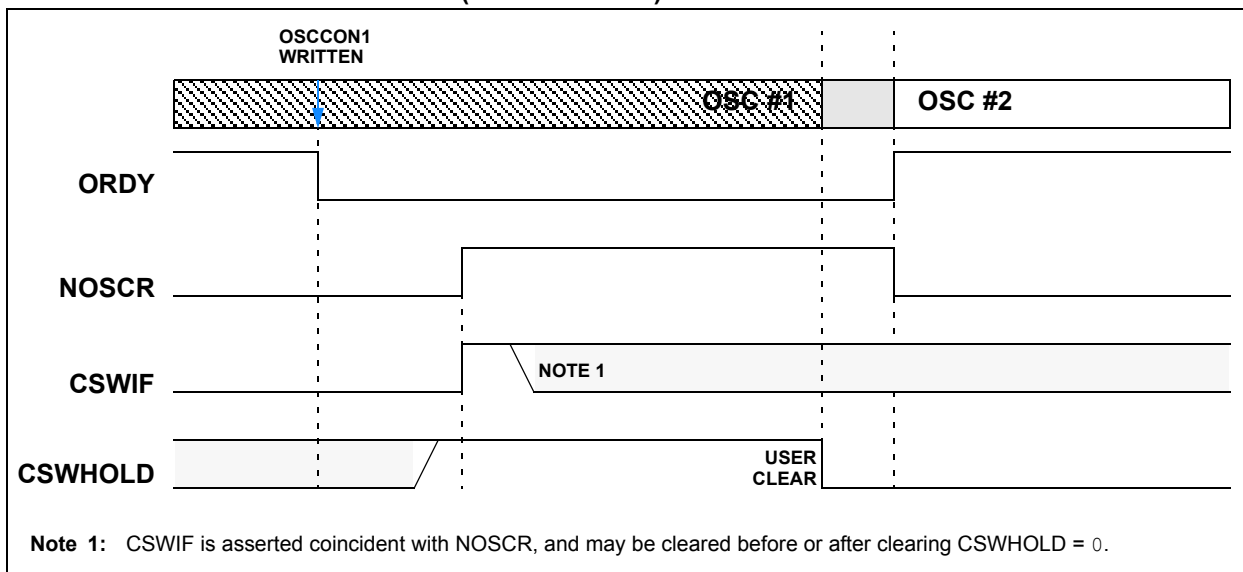 OSCCON1
WRITTEN
OSC #1
OSC #2
ORDY
NOSCR
CSWIF
NOTE 1
CSWHOLD
USER
CLEAR
Note 1: CSWIF is asserted coincident with NOSCR, and may be cleared before or after clearing CSWHOLD = 0.